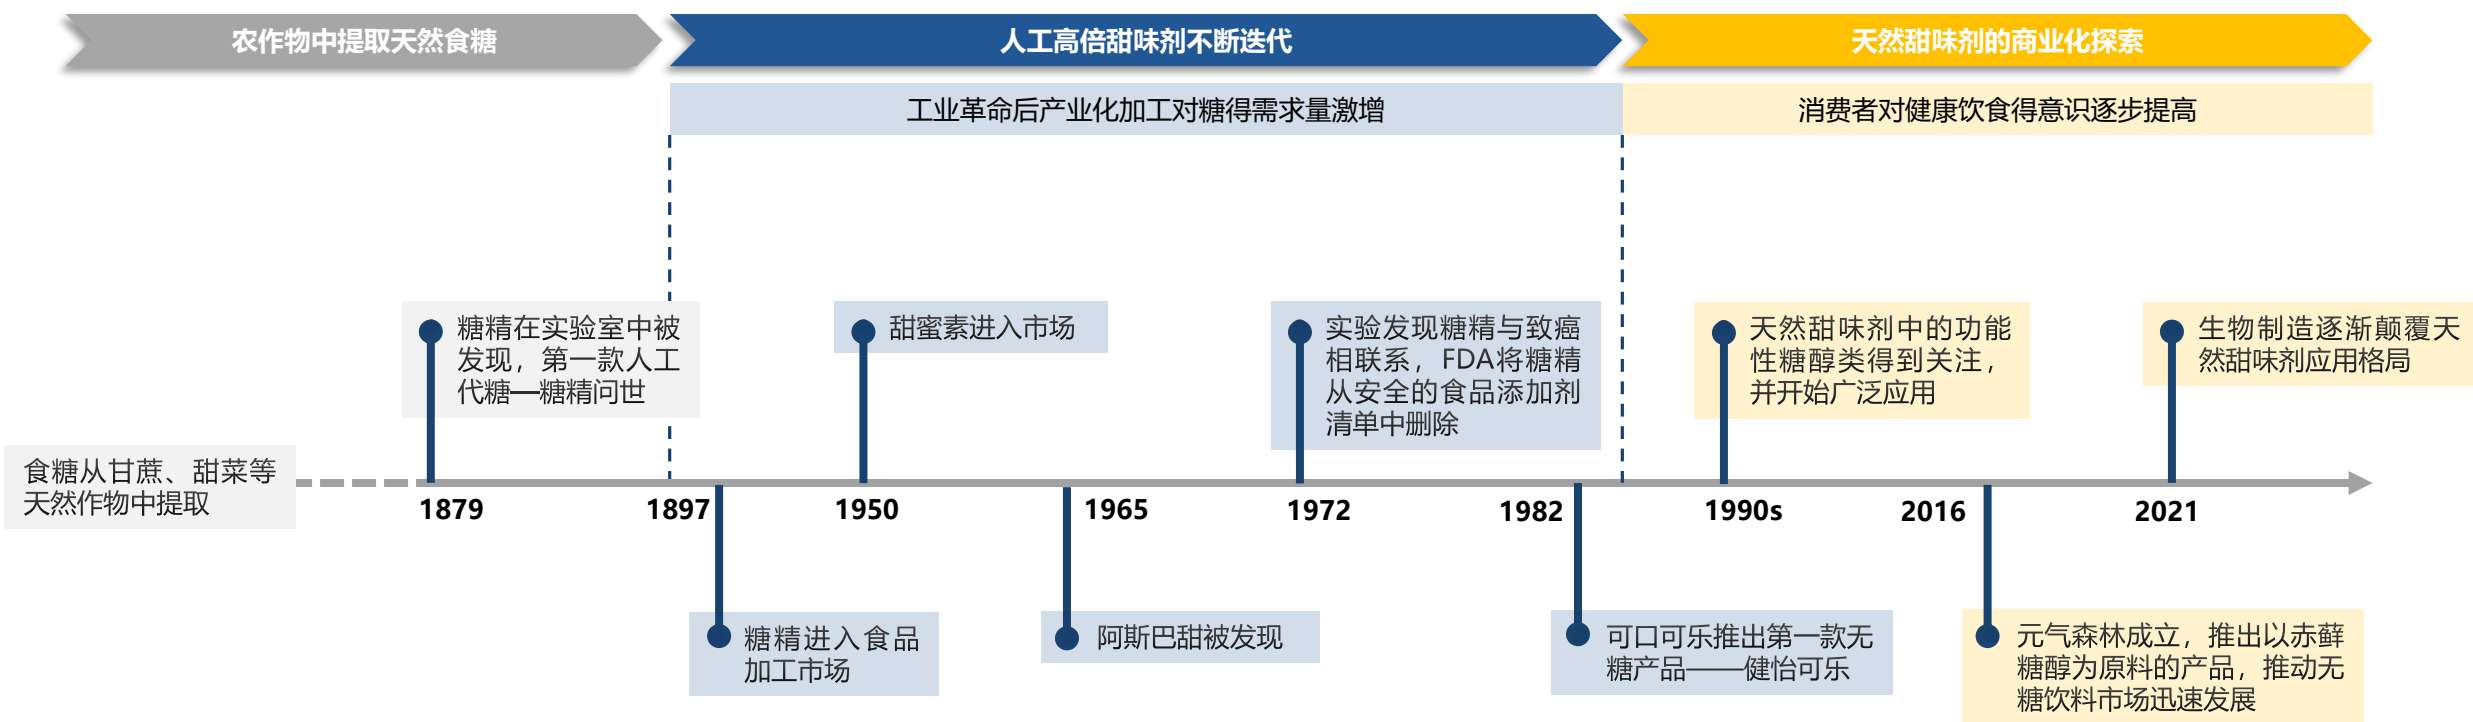 农作物中提取天然食糖
人工高倍甜味剂不断迭代
天然甜味剂的商业化探索
工业革命后产业化加工对糖得需求量激增
消费者对健康饮食得意识逐步提高
糖精在实验室中被
发现，第一款人工
代糖—糖精问世
甜蜜素进入市场
实验发现糖精与致癌
相联系，FDA将糖精
从安全的食品添加剂
清单中删除
天然甜味剂中的功能
性糖醇类得到关注，
并开始广泛应用
生物制造逐渐颠覆天
然甜味剂应用格局
食糖从甘蔗、甜菜等
天然作物中提取
1879
1897
1950
1965
1972
1982
1990s
2016
2021
糖精进入食品
加工市场
阿斯巴甜被发现
可口可乐推出第一款无
糖产品——健怡可乐
元气森林成立，推出以赤藓
糖醇为原料的产品，推动无
糖饮料市场迅速发展